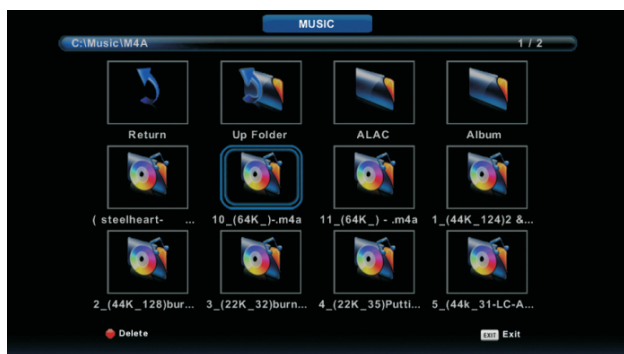 MUSIC
C:\Music\M4A 1 / 2
Return Up Folder ALAC Album
( steelheart- ... 10_(64K_)-.m4a 11_(64K_) - .m4a 1_(44K_124)2 &...
2_(44K_128)bur... 3_(22K_32)burn... 4_(22K_35)Putti... 5_(44k_31-LC-A...
Delete EXIT Exit